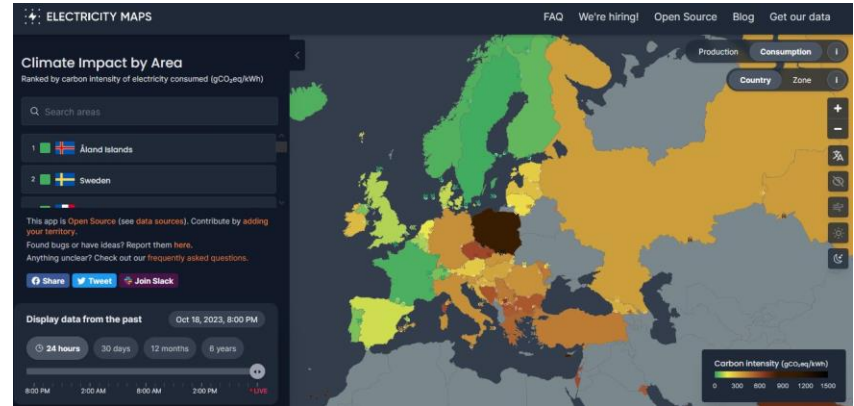 ELECTRICITY MAPS
FAQ We're hiring! Open Source Blog Get our data
Climate Impact by Area
Ranked by carbon intensity of electricity consumed (gCO₂eq/kWh)
Search areas
1 Åland Islands
2 Sweden
This app is Open Source (see data sources). Contribute by adding
your territory.
Found bugs or have ideas? Report them here.
Anything unclear? Check out our frequently asked questions.
Share Tweet Join Slack
Display data from the past Oct 18, 2023, 8:00 PM
24 hours 30 days 12 months 6 years
8:00 PM 2:00 AM 8:00 AM 2:00 PM LIVE
Production Consumption i
Country Zone i
Carbon intensity (gCO₂eq/kWh)
0 300 600 900 1200 1500